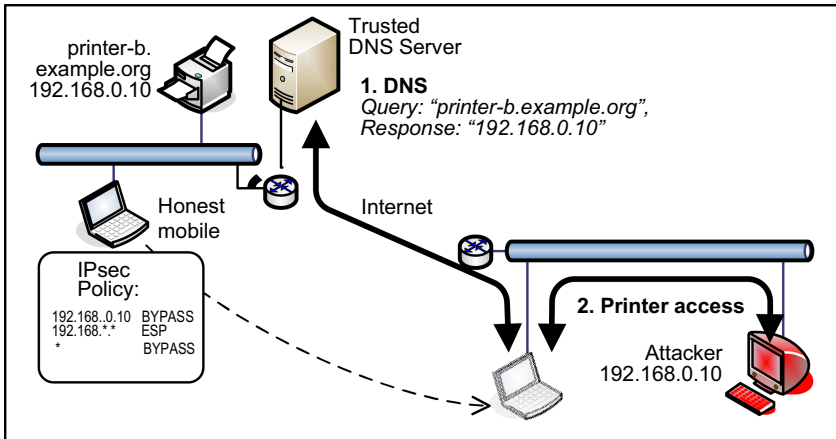 printer-b.
example.org
192.168.0.10
Trusted
DNS Server
1. DNS
Query: “printer-b.example.org”,
Response: “192.168.0.10”
Honest
mobile
Internet
IPsec
Policy:
192.168..0.10 BYPASS
192.168.*.* ESP
* BYPASS
2. Printer access
Attacker
192.168.0.10